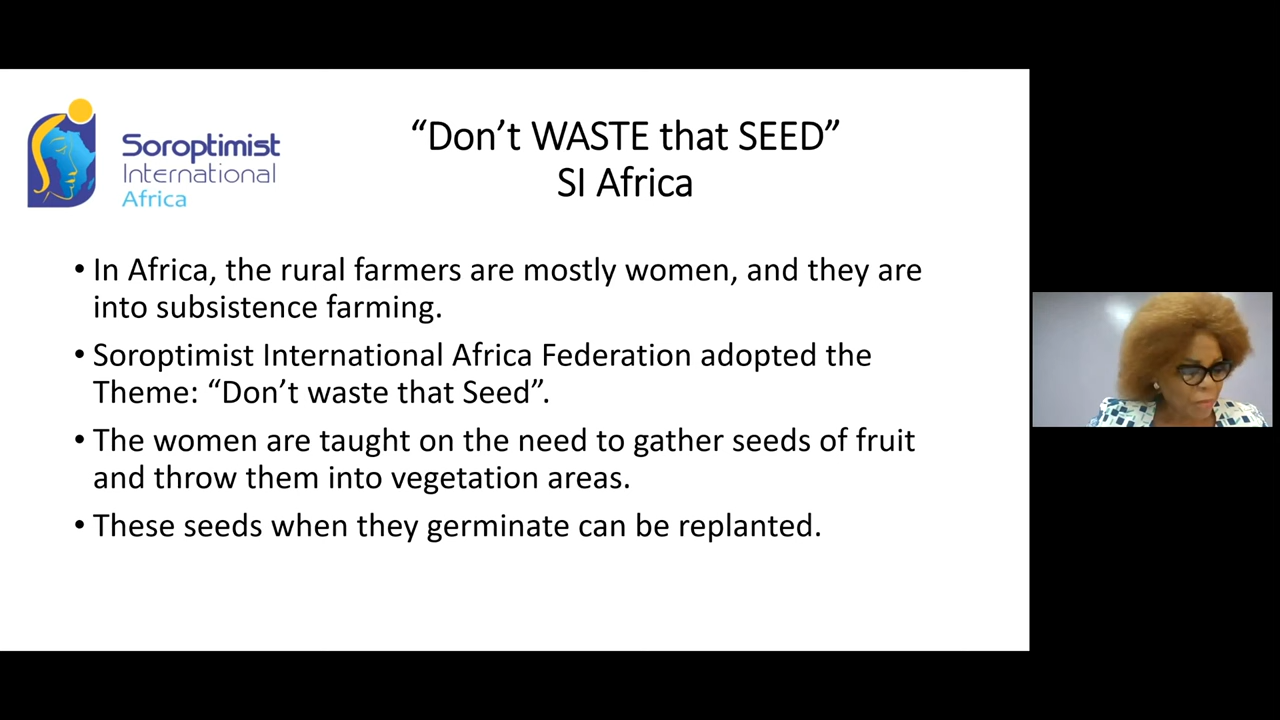 Soroptimist
International
Africa
“Don’t WASTE that SEED”
SI Africa
• In Africa, the rural farmers are mostly women, and they are
into subsistence farming.
• Soroptimist International Africa Federation adopted the
Theme: “Don’t waste that Seed”.
• The women are taught on the need to gather seeds of fruit
and throw them into vegetation areas.
• These seeds when they germinate can be replanted.